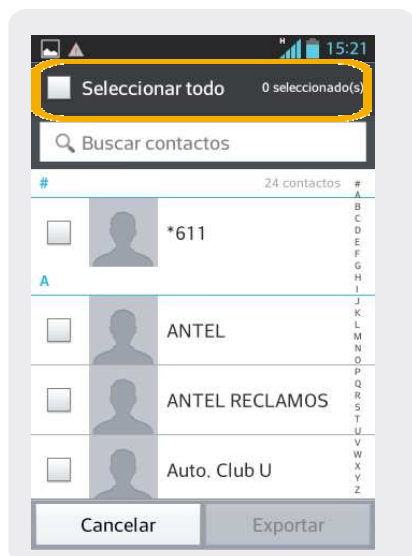 H 15:21
Seleccionar todo 0 seleccionado(s)
Buscar contactos
# 24 contactos
*611
A
ANTEL
ANTEL RECLAMOS
Auto. Club U
#
A
B
C
D
E
F
G
H
I
J
K
L
M
N
O
P
Q
R
S
T
U
V
W
X
Y
Z
Cancelar Exportar